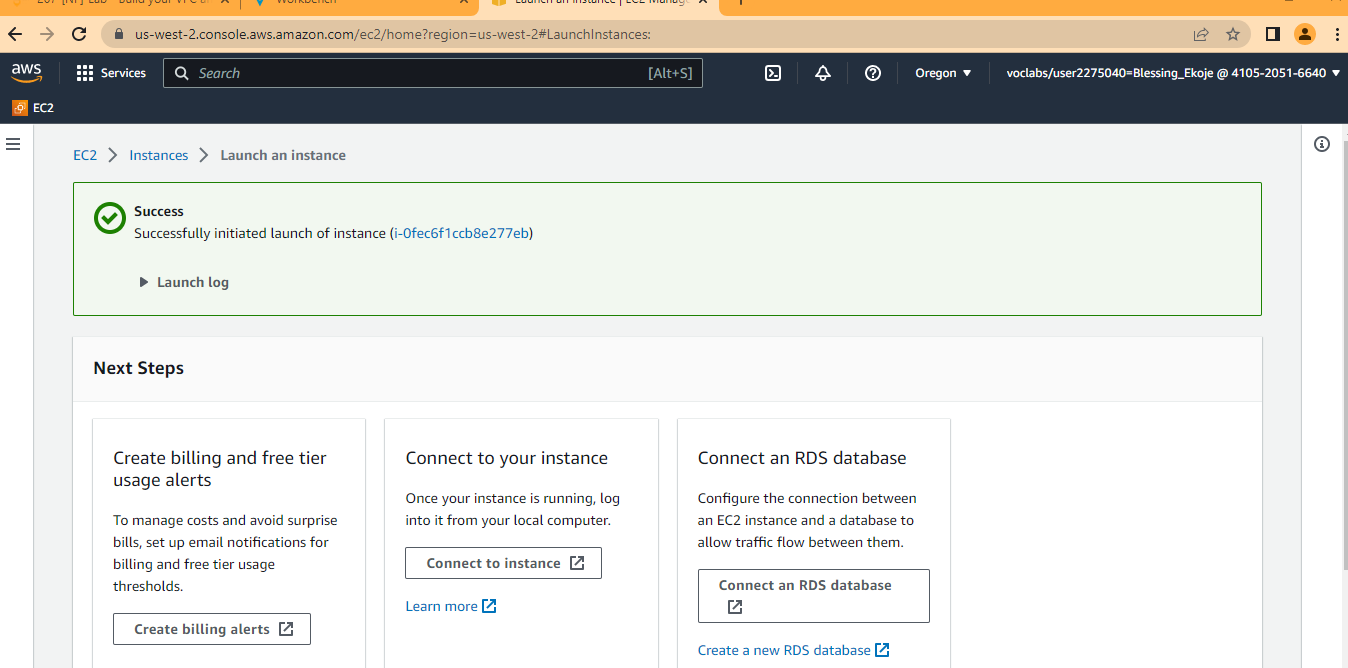 Workbench
Launch an instance | EC2 Manage
us-west-2.console.aws.amazon.com/ec2/home?region=us-west-2#LaunchInstances:
aws
Services
Search
[Alt+S]
Oregon
voclabs/user2275040=Blessing_Ekoje @ 4105-2051-6640
EC2
EC2 > Instances > Launch an instance
Success
Successfully initiated launch of instance (i-0fec6f1ccb8e277eb)
Launch log
Next Steps
Create billing and free tier
usage alerts
To manage costs and avoid surprise
bills, set up email notifications for
billing and free tier usage
thresholds.
Create billing alerts
Connect to your instance
Once your instance is running, log
into it from your local computer.
Connect to instance
Learn more
Connect an RDS database
Configure the connection between
an EC2 instance and a database to
allow traffic flow between them.
Connect an RDS database
Create a new RDS database